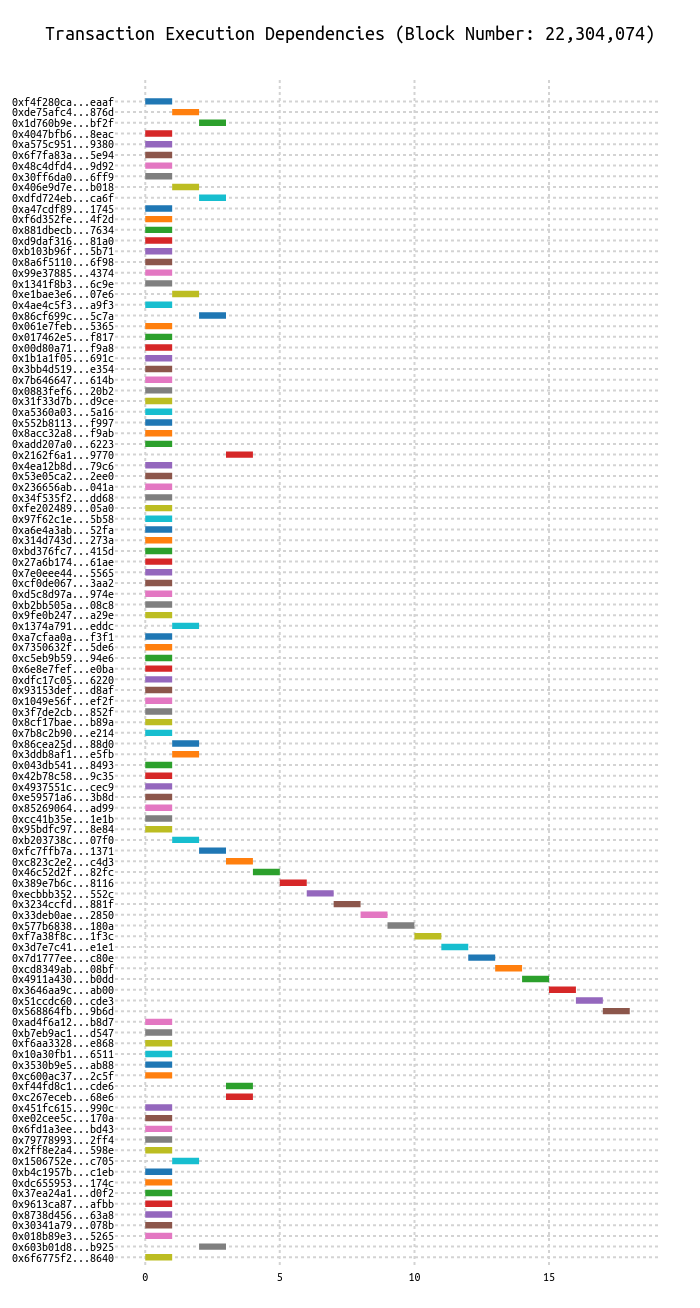 Transaction Execution Dependencies (Block Number: 22,304,074)
0xf4f280ca...eaaf
0xde75afc4...876d
0x1d760b9e...bf2f
0x4047bfb6...8eac
0xa575c951...9380
0x6f7fa83a...5e94
0x48c4dfd4...9d92
0x30ff6da0...6ff9
0x406e9d7e...b018
0xdfd724eb...ca6f
0xa47cdf89...1745
0xf6d352fe...4f2d
0x881dbecb...7634
0xd9daf316...81a0
0xb103b96f...5b71
0x8a6f5110...6f98
0x99e37885...4374
0x1341f8b3...6c9e
0xe1bae3e6...07e6
0x4ae4c5f3...a9f3
0x86cf699c...5c7a
0x061e7feb...5365
0x017462e5...f817
0x00d80a71...f9a8
0x1b1a1f05...691c
0x3bb4d519...e354
0x7b646647...614b
0x0883fef6...20b2
0x31f33d7b...d9ce
0xa5360a03...5a16
0x552b8113...f997
0x8acc32a8...f9ab
0xadd207a0...6223
0x2162f6a1...9770
0x4ea12b8d...79c6
0x53e05ca2...2ee0
0x236656ab...041a
0x34f535f2...dd68
0xfe202489...05a0
0x97f62c1e...5b58
0xa6e4a3ab...52fa
0x314d743d...273a
0xbd376fc7...415d
0x27a6b174...61ae
0x7e0eee44...5565
0xcf0de067...3aa2
0xd5c8d97a...974e
0xb2bb505a...08c8
0x9fe0b247...a29e
0x1374a791...eddc
0xa7cfaa0a...f3f1
0x7350632f...5de6
0xc5eb9b59...94e6
0x6e8e7fef...e0ba
0xdfc17c05...6220
0x93153def...d8af
0x1049e56f...ef2f
0x3f7de2cb...852f
0x8cf17bae...b89a
0x7b8c2b90...e214
0x86cea25d...88d0
0x3ddb8af1...e5fb
0x043db541...8493
0x42b78c58...9c35
0x4937551c...cec9
0xe59571a6...3b8d
0x85269064...ad99
0xcc41b35e...1e1b
0x95bdfc97...8e84
0xb203738c...07f0
0xfc7ffb7a...1371
0xc823c2e2...c4d3
0x46c52d2f...82fc
0x389e7b6c...8116
0xecbbb352...552c
0x3234ccfd...881f
0x33deb0ae...2850
0x577b6838...180a
0xf7a38f8c...1f3c
0x3d7e7c41...e1e1
0x7d1777ee...c80e
0xcd8349ab...08bf
0x4911a430...b0dd
0x3646aa9c...ab00
0x51ccdc60...cde3
0x568864fb...9b6d
0xad4f6a12...b8d7
0xb7eb9ac1...d547
0xf6aa3328...e868
0x10a30fb1...6511
0x3530b9e5...ab88
0xc600ac37...2c5f
0xf44fd8c1...cde6
0xc267eceb...68e6
0x451fc615...990c
0xe02cee5c...170a
0x6fd1a3ee...bd43
0x79778993...2ff4
0x2ff8e2a4...598e
0x1506752e...c705
0xb4c1957b...c1eb
0xdc655953...174c
0x37ea24a1...d0f2
0x9613ca87...afbb
0x8738d456...63a8
0x30341a79...078b
0x018b89e3...5265
0x603b01d8...b925
0x6f6775f2...8640
0 5 10 15